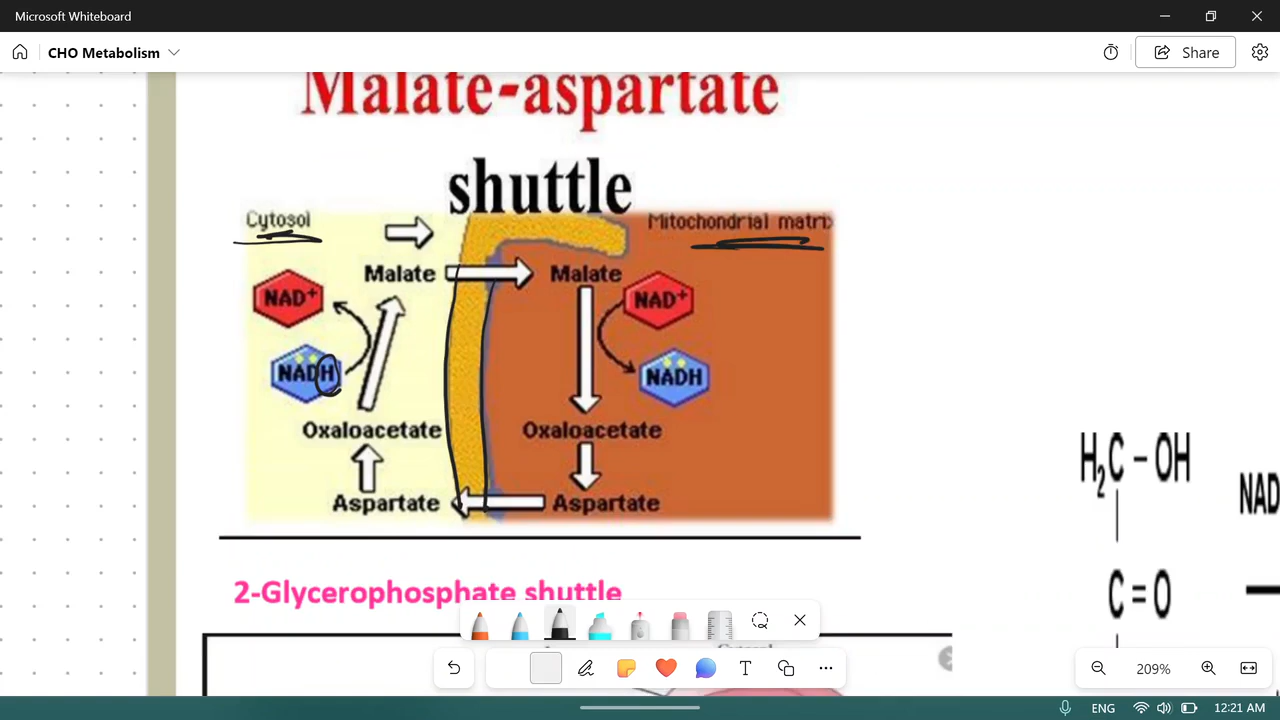 Microsoft Whiteboard
CHO Metabolism
Share
Malate-aspartate
shuttle
Cytosol
Mitochondrial matrix
Malate
Malate
NAD+
NAD+
NADH
NADH
Oxaloacetate
Oxaloacetate
Aspartate
Aspartate
H2C – OH
NAD
C = O
2-Glycerophosphate shuttle
T
209%
ENG
12:21 AM